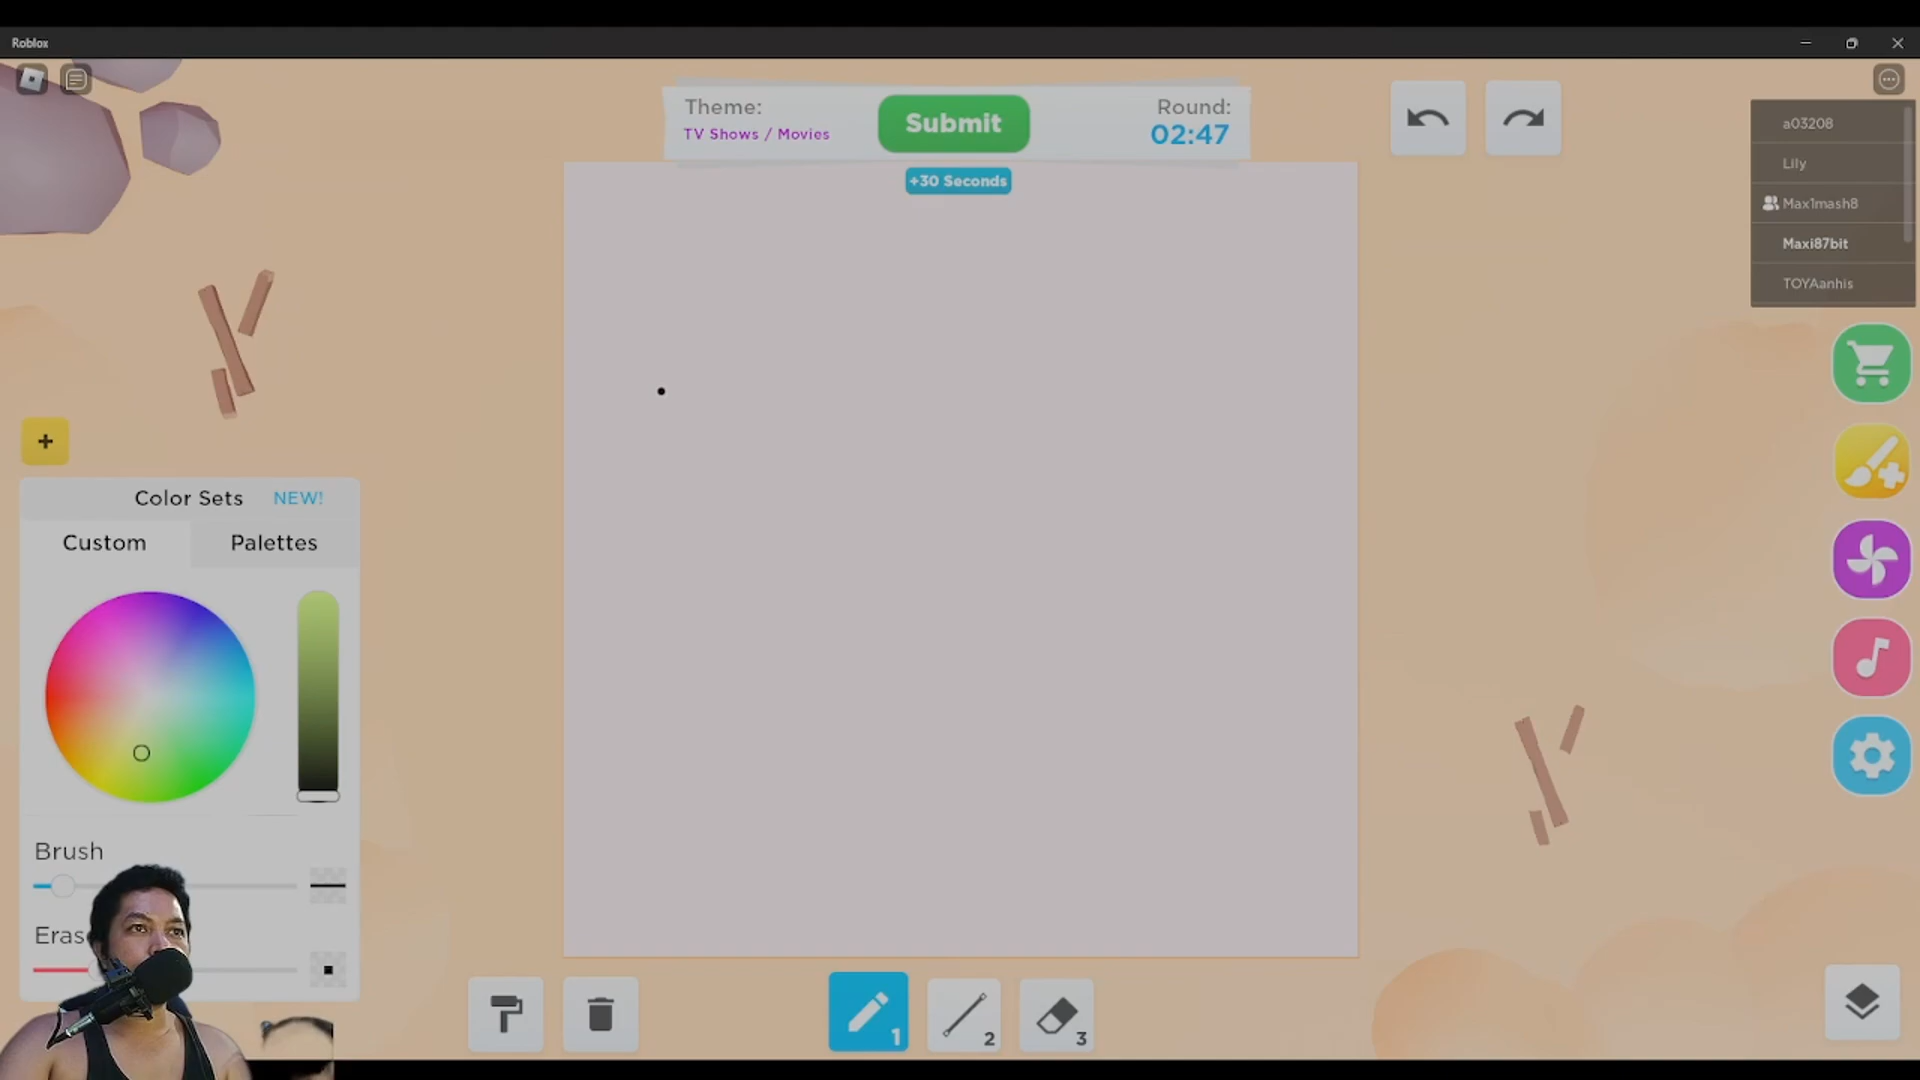 Roblox
Theme:
TV Shows / Movies
Submit
Round:
02:47
+30 Seconds
a03208
Lily
Max1mash8
Maxi87bit
TOYAanhis
+
Color Sets NEW!
Custom
Palettes
Brush
Eras
1
2
3